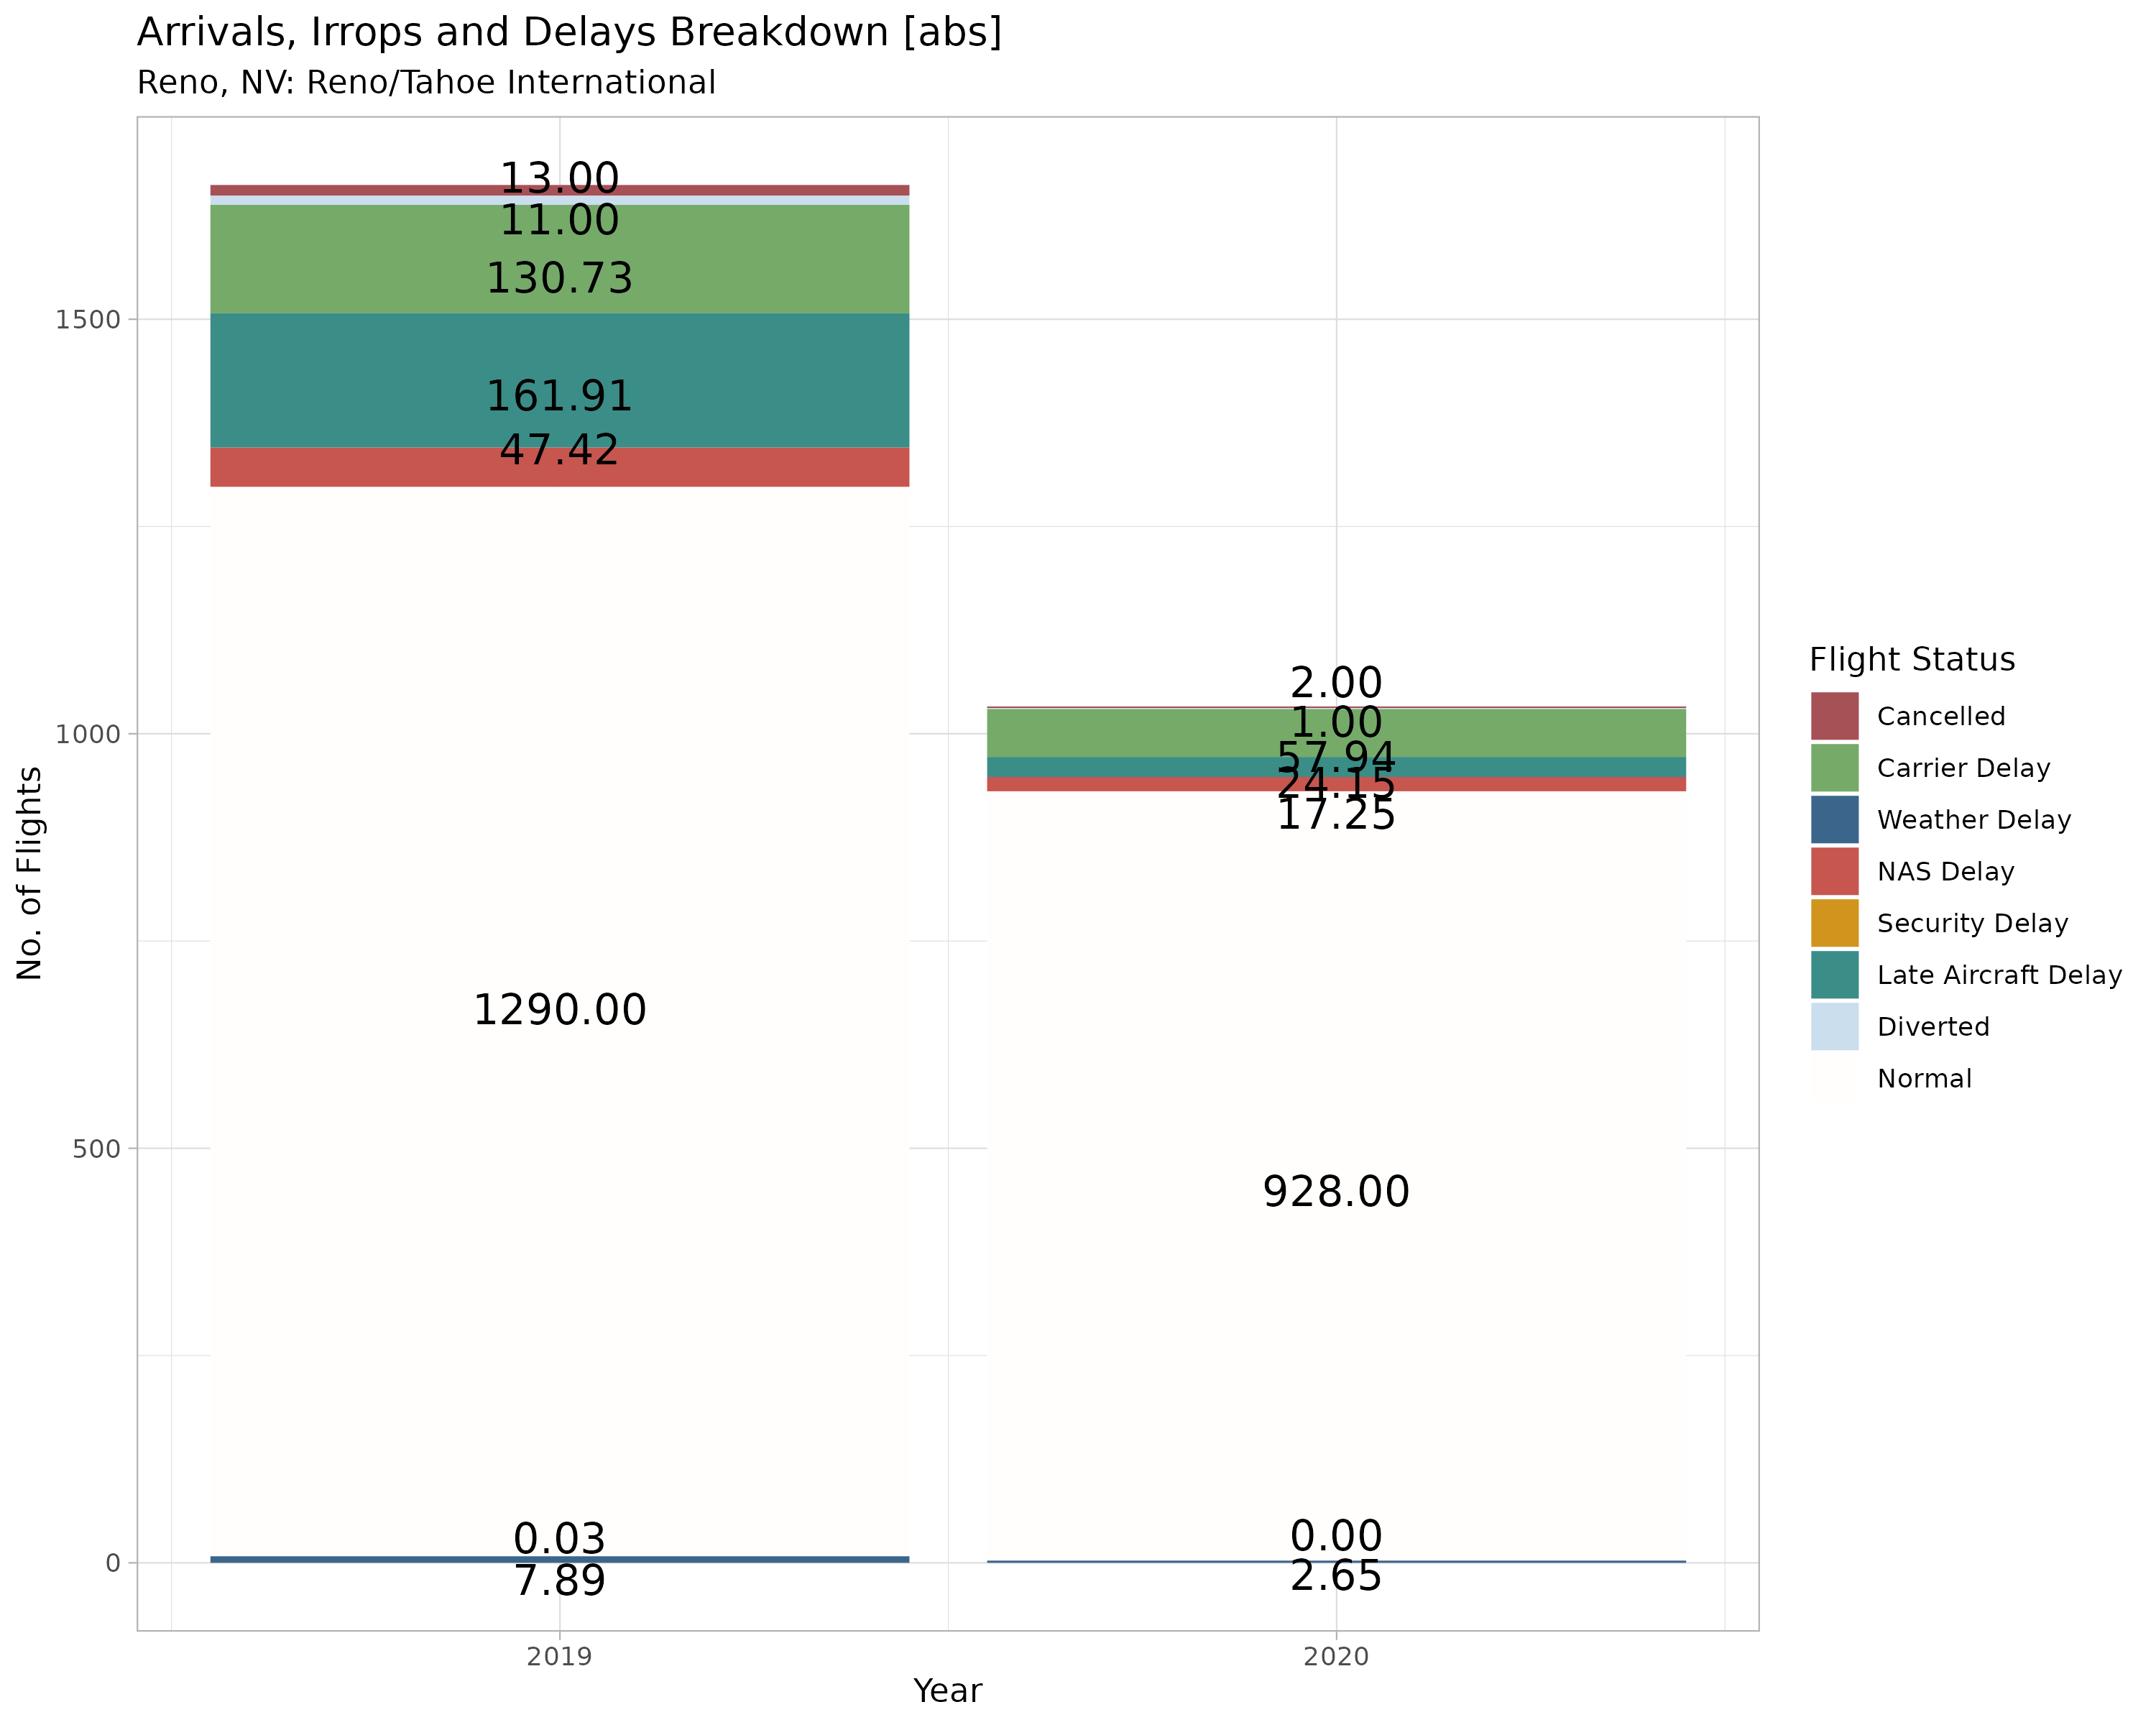 Arrivals, Irrops and Delays Breakdown [abs]
Reno, NV: Reno/Tahoe International
No. of Flights
1500
1000
500
0
13.00
11.00
130.73
161.91
47.42
1290.00
0.03
7.89
2.00
1.00
57.94
24.15
17.25
928.00
0.00
2.65
2019
2020
Year
Flight Status
Cancelled
Carrier Delay
Weather Delay
NAS Delay
Security Delay
Late Aircraft Delay
Diverted
Normal